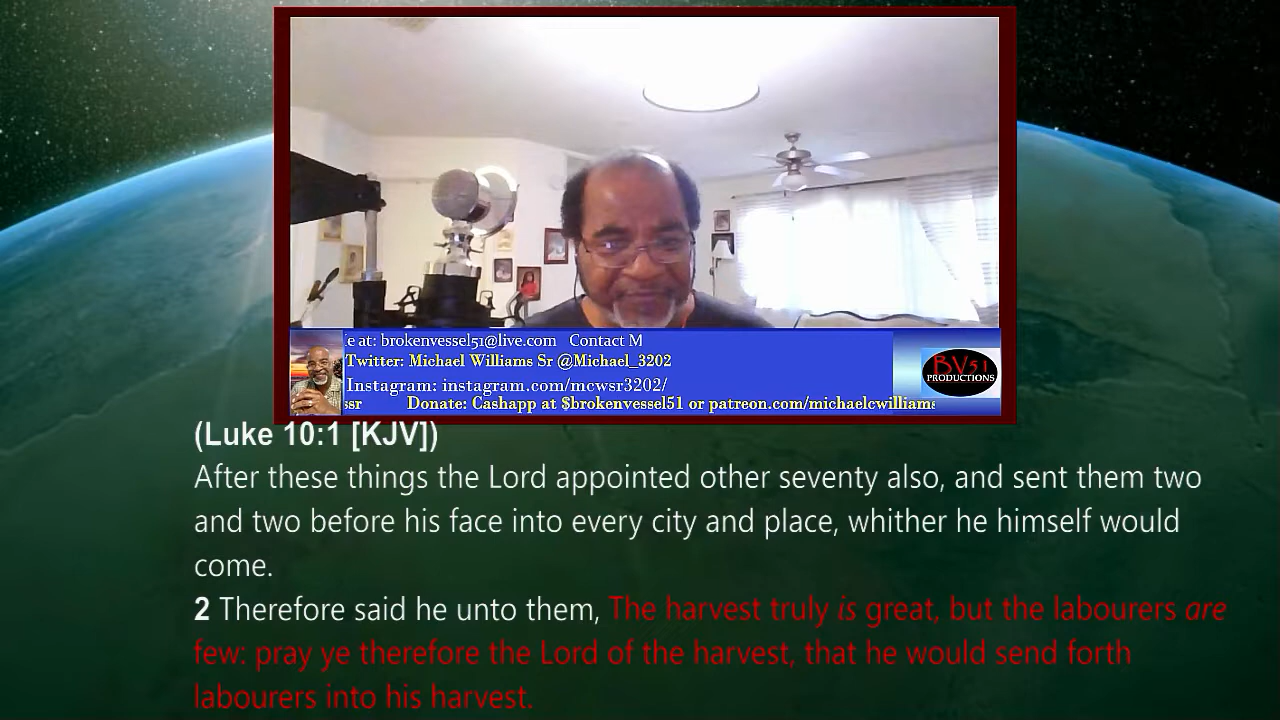 e at: brokenvessel51@live.com Contact M
Twitter: Michael Williams Sr @Michael_3202
Instagram: instagram.com/mcwsr3202/
ssr Donate: Cashapp at $brokenvessel51 or patreon.com/michaelcwilliams
BV51
PRODUCTIONS
(Luke 10:1 [KJV])
After these things the Lord appointed other seventy also, and sent them two
and two before his face into every city and place, whither he himself would
come.
2 Therefore said he unto them, The harvest truly is great, but the labourers are
few: pray ye therefore the Lord of the harvest, that he would send forth
labourers into his harvest.